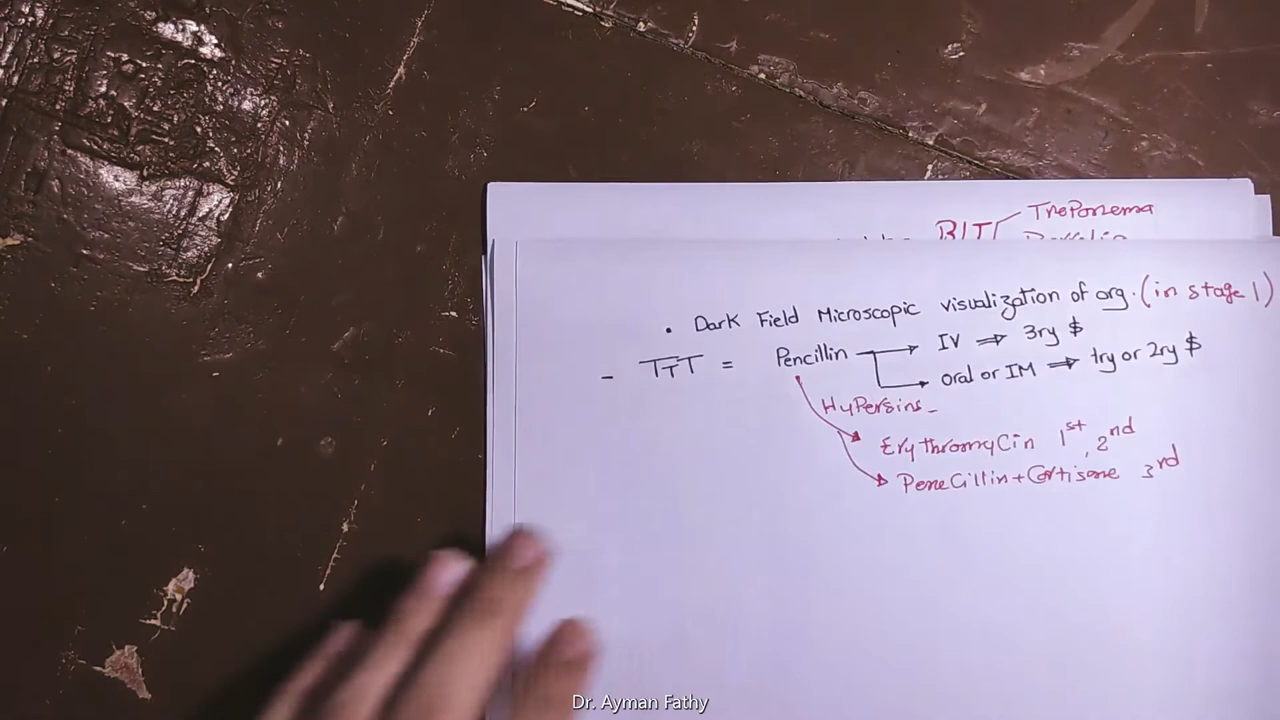 BIT Treponema
. Dark Field Microscopic visualization of org. (in stage 1)
- TTT = Pencillin → IV ⇒ 3ry $
→ oral or IM ⇒ 1ry or 2ry $
HyPersins_
→ ErythromyCin 1st, 2nd
→ PeneCillin+Cortisone 3rd
Dr. Ayman Fathy